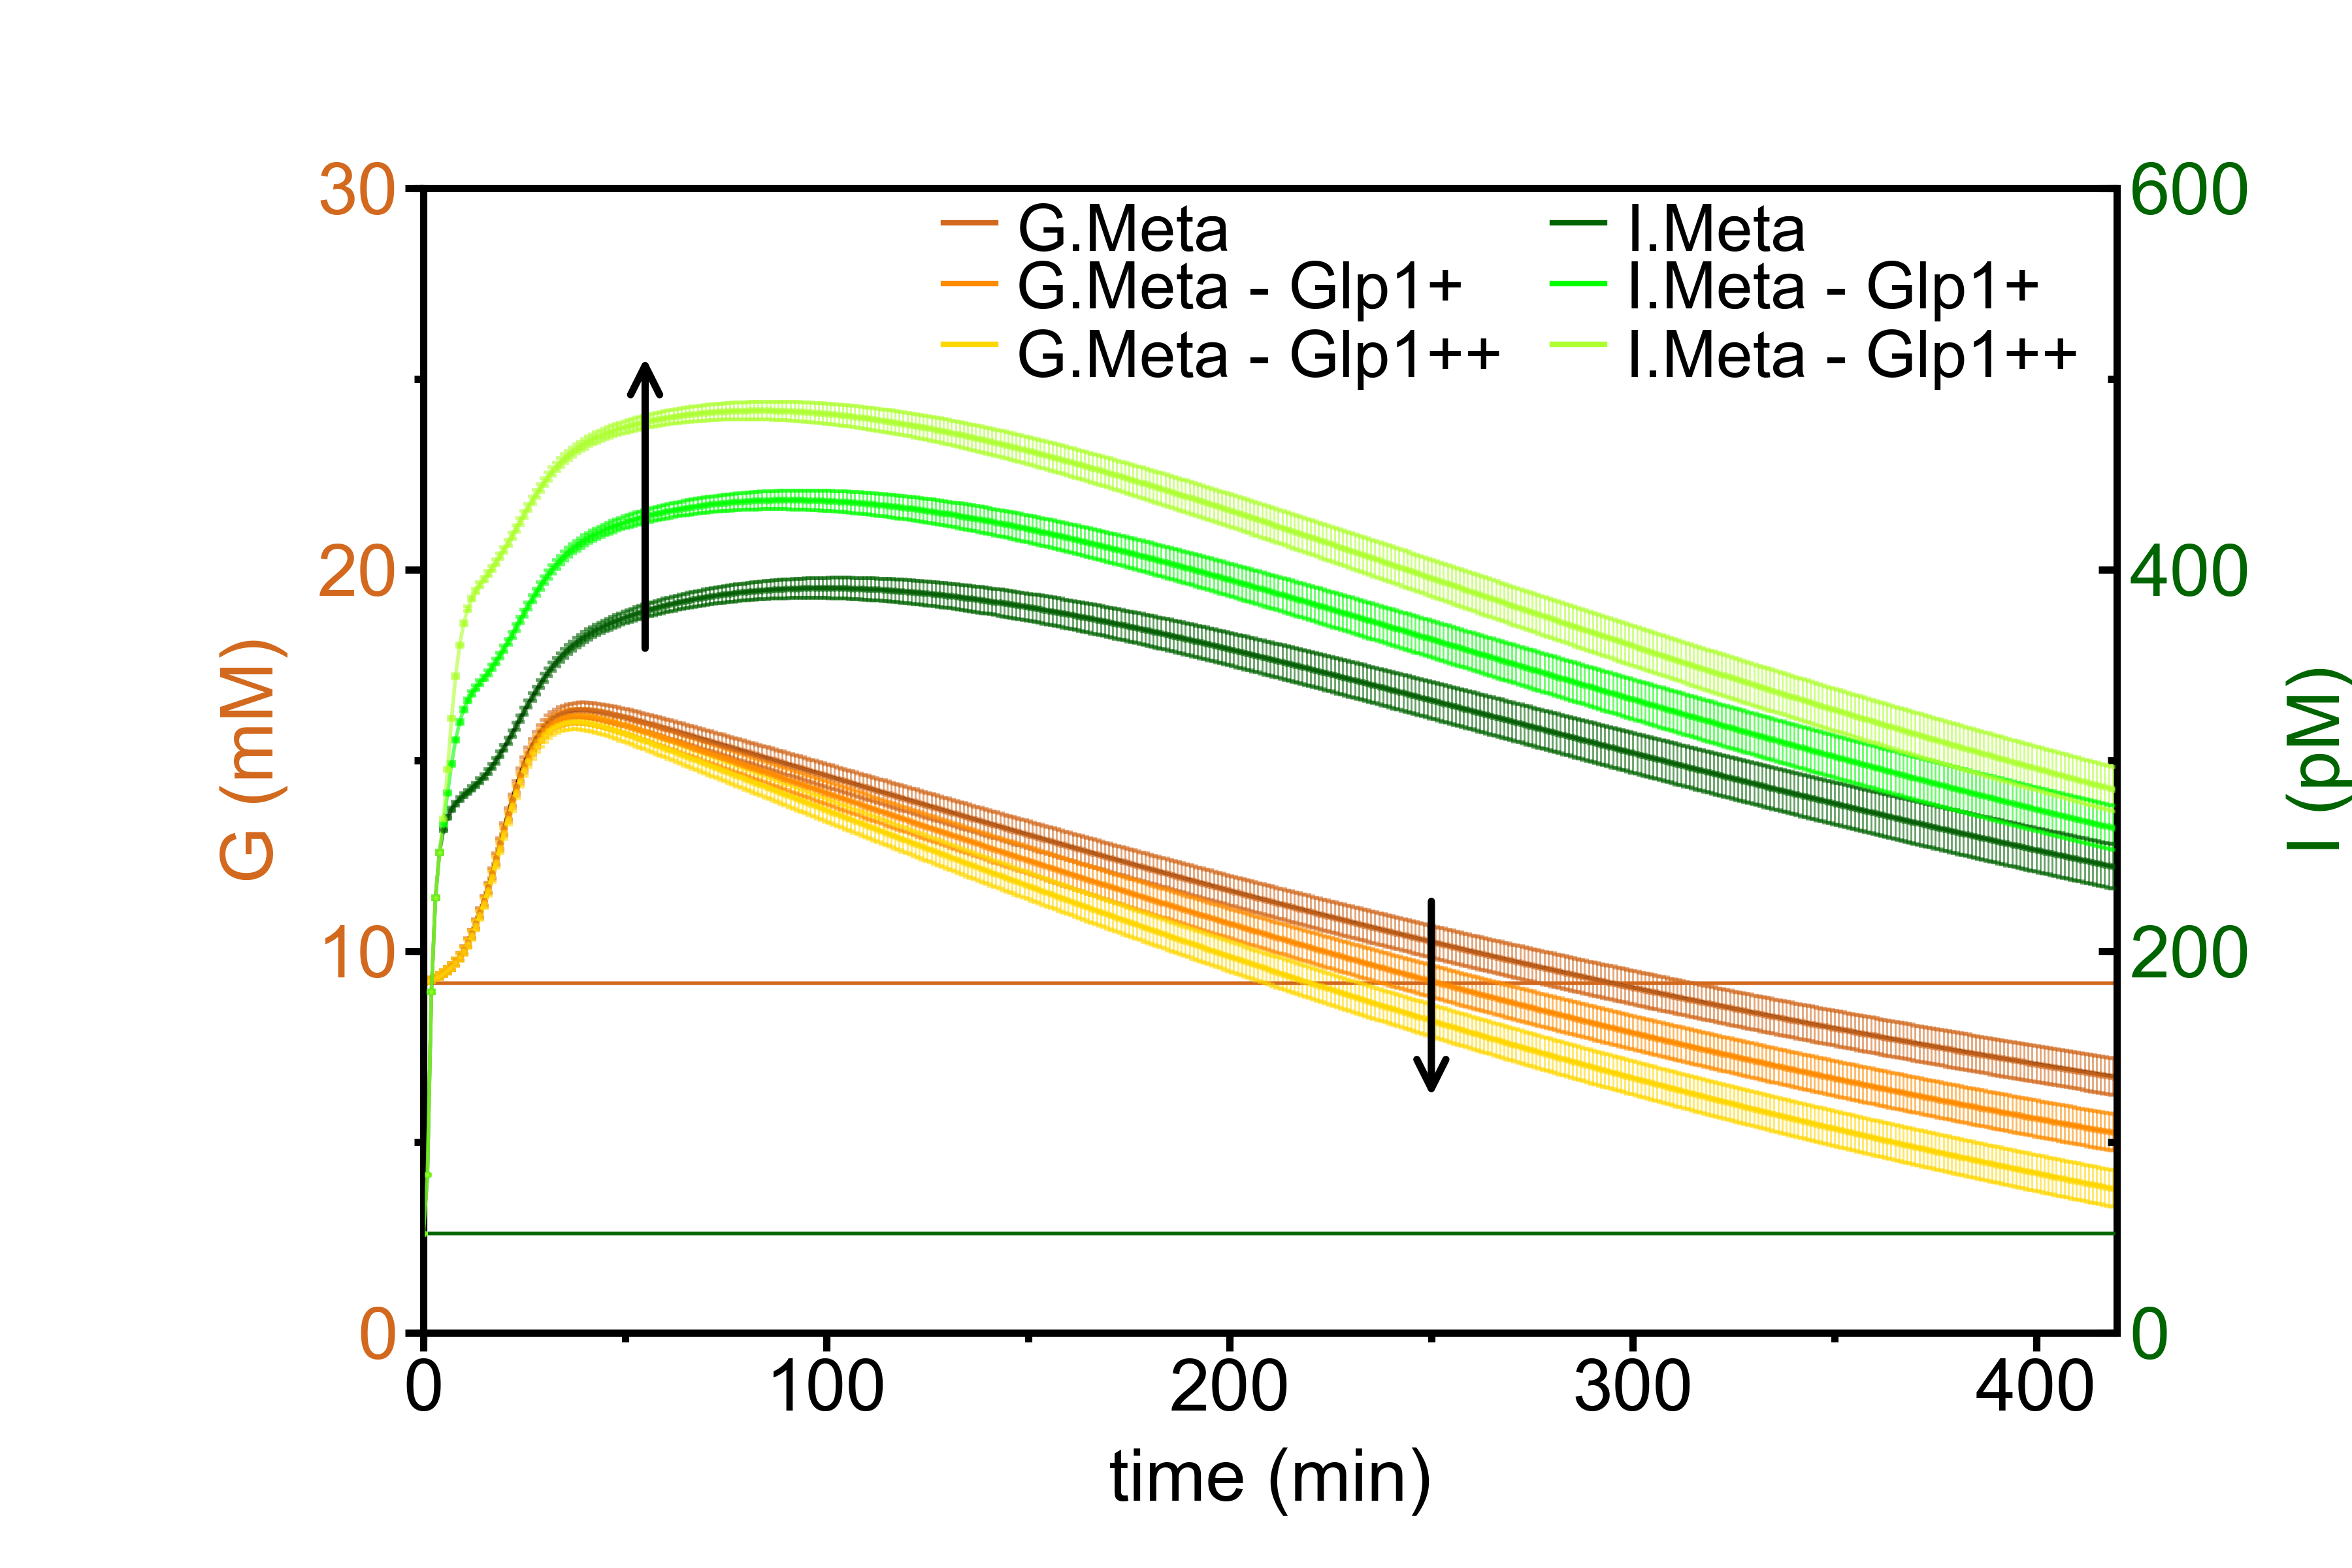 30
600
G.Meta
I.Meta
G.Meta - Glp1+
I.Meta - Glp1+
G.Meta - Glp1++
I.Meta - Glp1++
20
400
G (mM)
I (pM)
10
200
0
0
0 100 200 300 400
time (min)